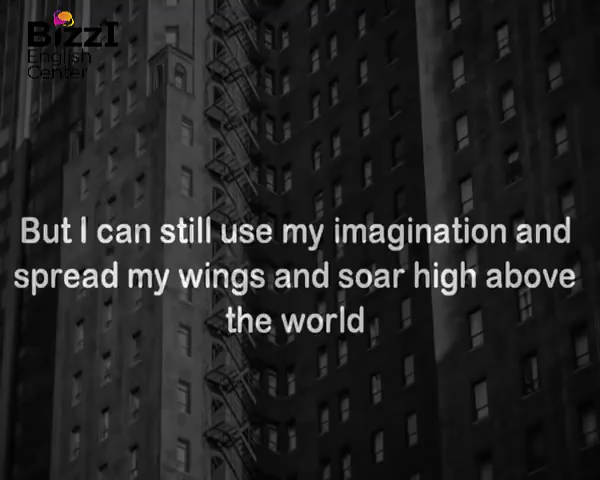 BizzI
English
Center
But I can still use my imagination and
spread my wings and soar high above
the world